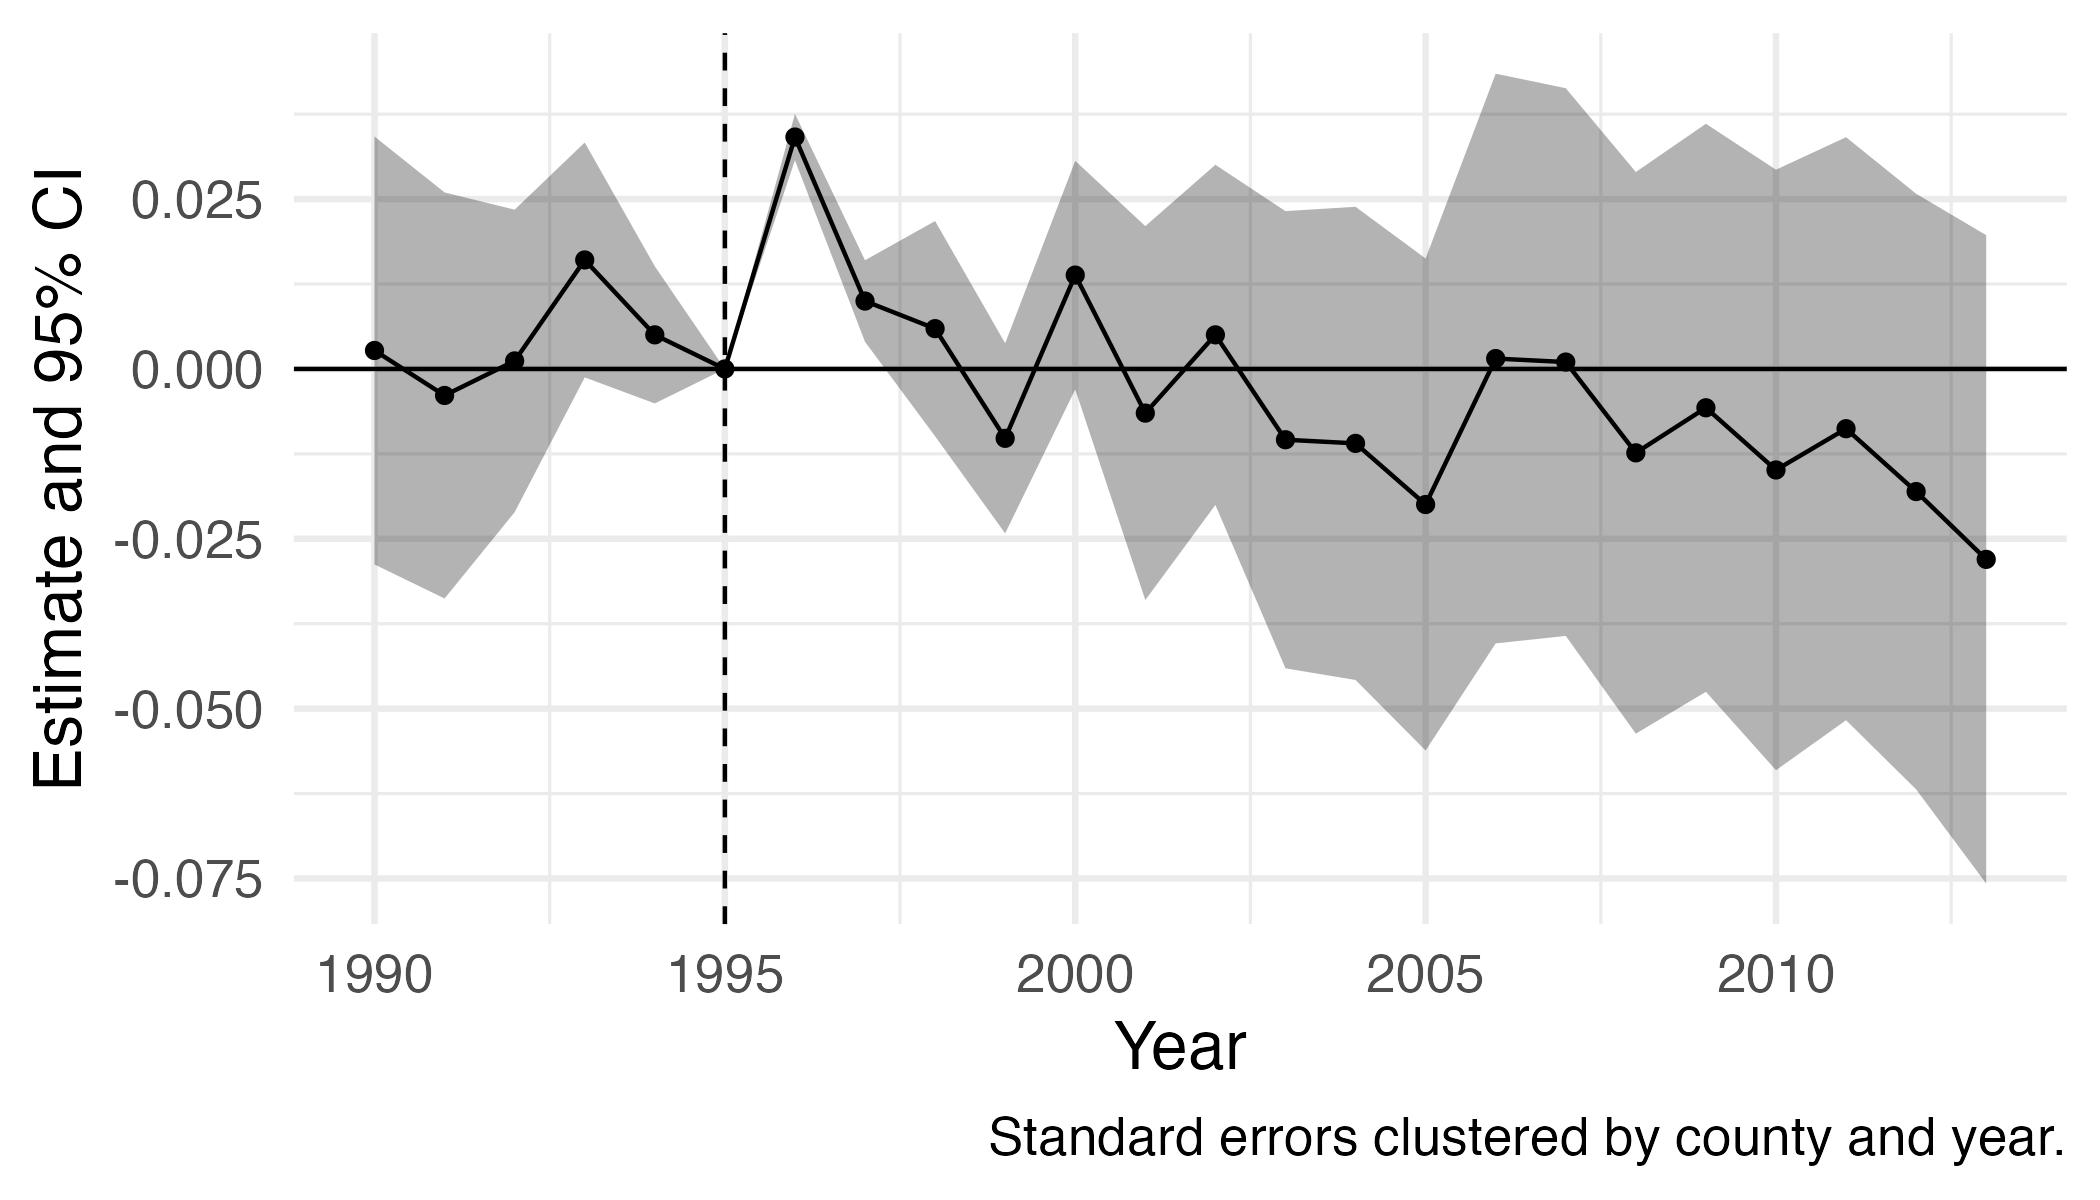 Estimate and 95% CI
0.025
0.000
-0.025
-0.050
-0.075
1990 1995 2000 2005 2010
Year
Standard errors clustered by county and year.